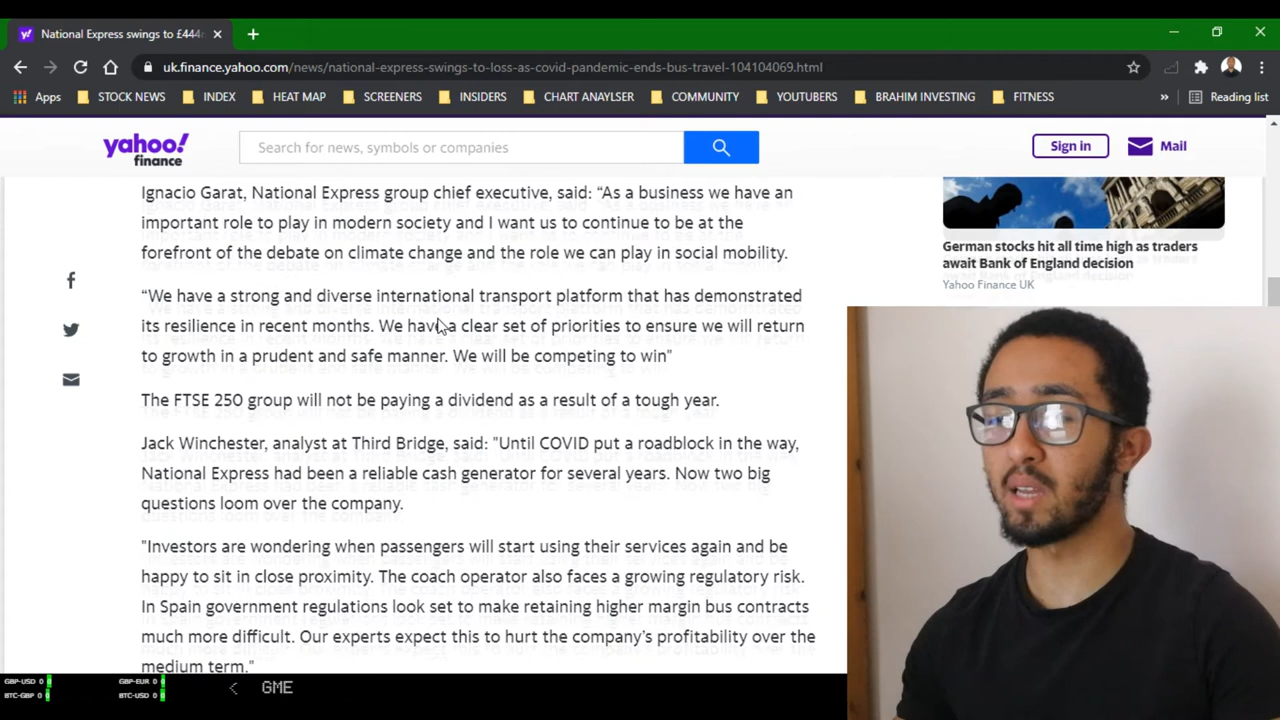 National Express swings to £444
uk.finance.yahoo.com/news/national-express-swings-to-loss-as-covid-pandemic-ends-bus-travel-104104069.html
Apps STOCK NEWS INDEX HEAT MAP SCREENERS INSIDERS CHART ANAYLSER COMMUNITY YOUTUBERS BRAHIM INVESTING FITNESS » Reading list
yahoo!
finance
Search for news, symbols or companies
Sign in
Mail
Ignacio Garat, National Express group chief executive, said: “As a business we have an
important role to play in modern society and I want us to continue to be at the
forefront of the debate on climate change and the role we can play in social mobility.
“We have a strong and diverse international transport platform that has demonstrated
its resilience in recent months. We have a clear set of priorities to ensure we will return
to growth in a prudent and safe manner. We will be competing to win”
The FTSE 250 group will not be paying a dividend as a result of a tough year.
Jack Winchester, analyst at Third Bridge, said: "Until COVID put a roadblock in the way,
National Express had been a reliable cash generator for several years. Now two big
questions loom over the company.
"Investors are wondering when passengers will start using their services again and be
happy to sit in close proximity. The coach operator also faces a growing regulatory risk.
In Spain government regulations look set to make retaining higher margin bus contracts
much more difficult. Our experts expect this to hurt the company’s profitability over the
medium term."
German stocks hit all time high as traders
await Bank of England decision
Yahoo Finance UK
GBP-USD 0 0 GBP-EUR 0 0
BTC-GBP 0 0 BTC-USD 0 0
< GME